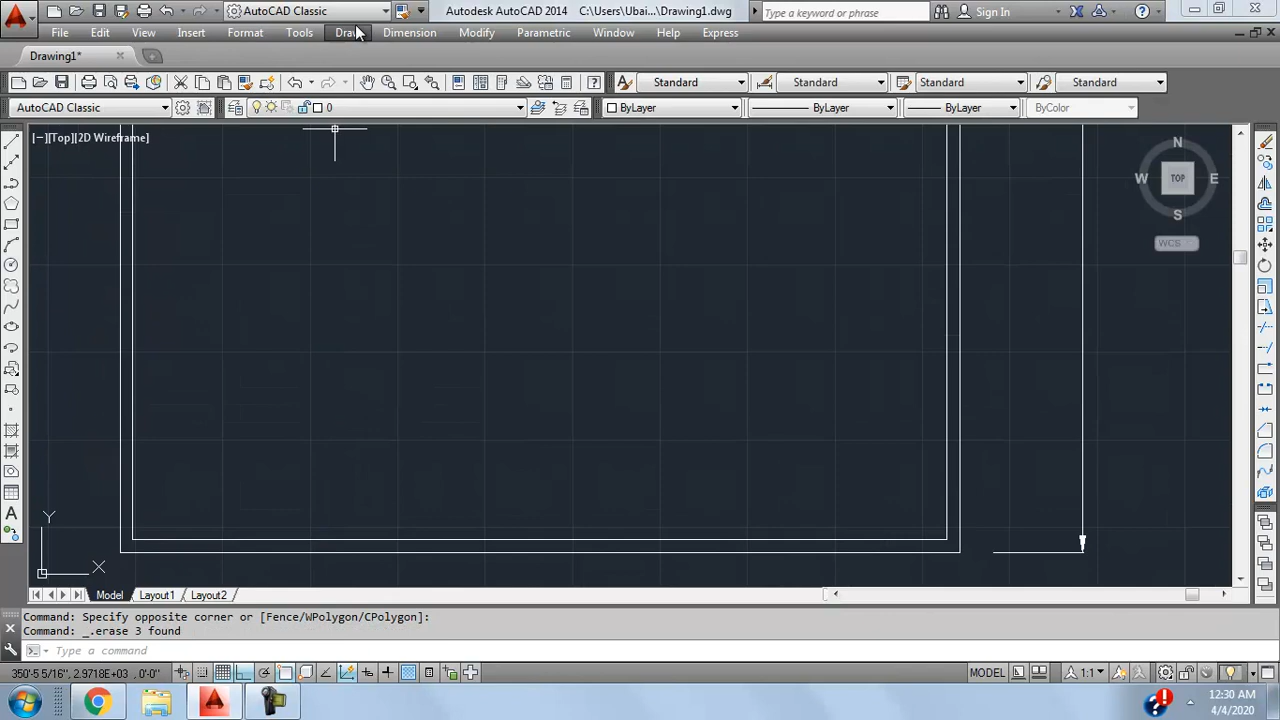 AutoCAD Classic
Autodesk AutoCAD 2014 C:\Users\Ubai...\Drawing1.dwg
Type a keyword or phrase
Sign In
File Edit View Insert Format Tools Draw Dimension Modify Parametric Window Help Express
Drawing1*
Standard Standard Standard Standard
AutoCAD Classic 0 ByLayer ByLayer ByLayer ByColor
[−][Top][2D Wireframe]
N
W TOP E
S
WCS
Y
X
Model Layout1 Layout2
Command: Specify opposite corner or [Fence/WPolygon/CPolygon]:
Command: _.erase 3 found
Type a command
350'-5 5/16", 2.9718E+03 , 0'-0" MODEL 1:1
12:30 AM
4/4/2020